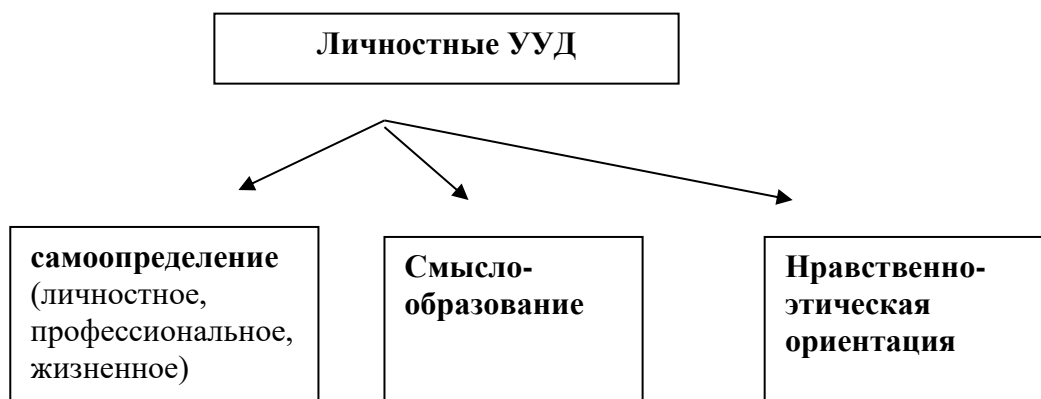 Личностные УУД
самоопределение
(личностное,
профессиональное,
жизненное)
Смысло-
образование
Нравственно-
этическая
ориентация